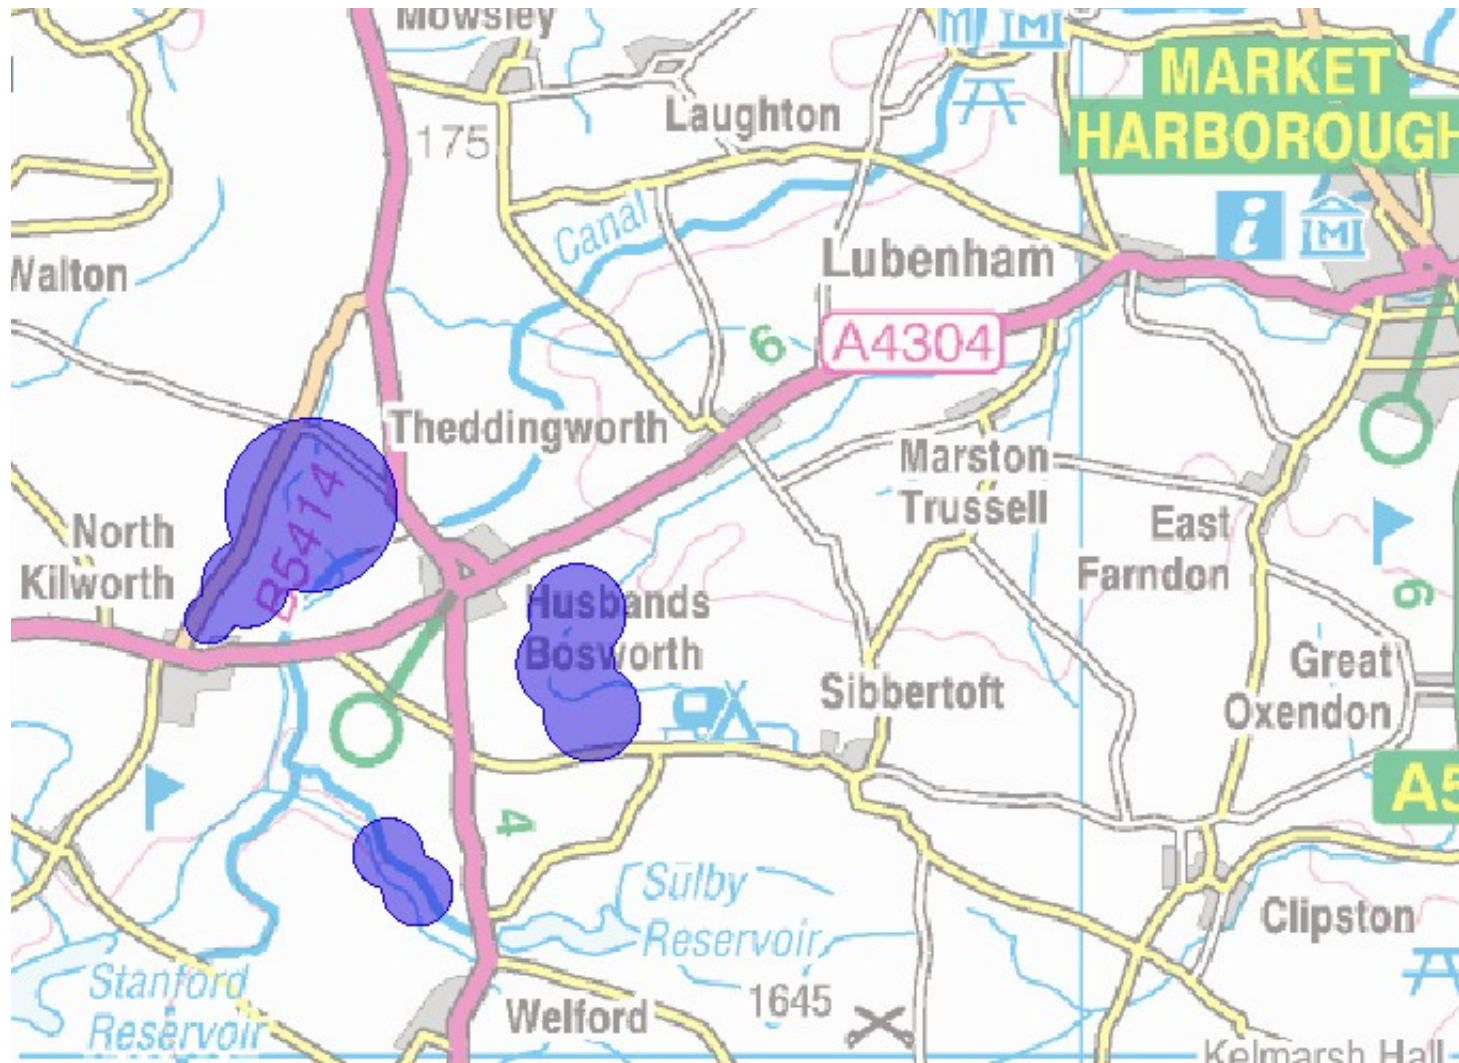 Mowsley
MARKET
HARBOROUGH
Laughton
175
Canal
Lubenham
i
M
Walton
6
A4304
Theddingworth
Marston
Trussell
B5414
North
Kilworth
East
Farndon
6
Husbands
Bosworth
Great
Oxendon
Sibbertoft
A5
4
Sulby
Reservoir
Clipston
Stanford
Reservoir
Welford
1645
Kelmarsh Hall